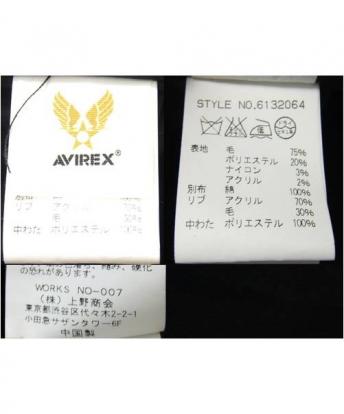 AVIREX®
リブ アクリル 70%
毛 30%
中わた ポリエステル 100%
の恐れがあります。
WORKS NO-007
(株)上野商会
東京都渋谷区代々木2-2-1
小田急サザンタワー6F
中国製
STYLE NO.6132064
ドライ
表地 毛 75%
ポリエステル 20%
ナイロン 3%
アクリル 2%
別布 綿 100%
リブ アクリル 70%
毛 30%
中わた ポリエステル 100%